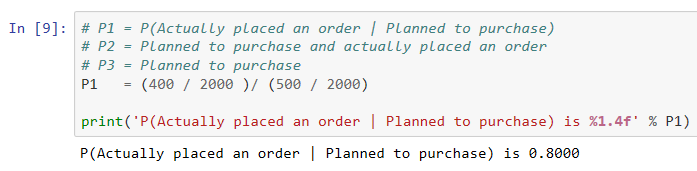 In [9]: # P1 = P(Actually placed an order | Planned to purchase)
# P2 = Planned to purchase and actually placed an order
# P3 = Planned to purchase
P1   = (400 / 2000 )/ (500 / 2000)
print('P(Actually placed an order | Planned to purchase) is %1.4f' % P1)
P(Actually placed an order | Planned to purchase) is 0.8000